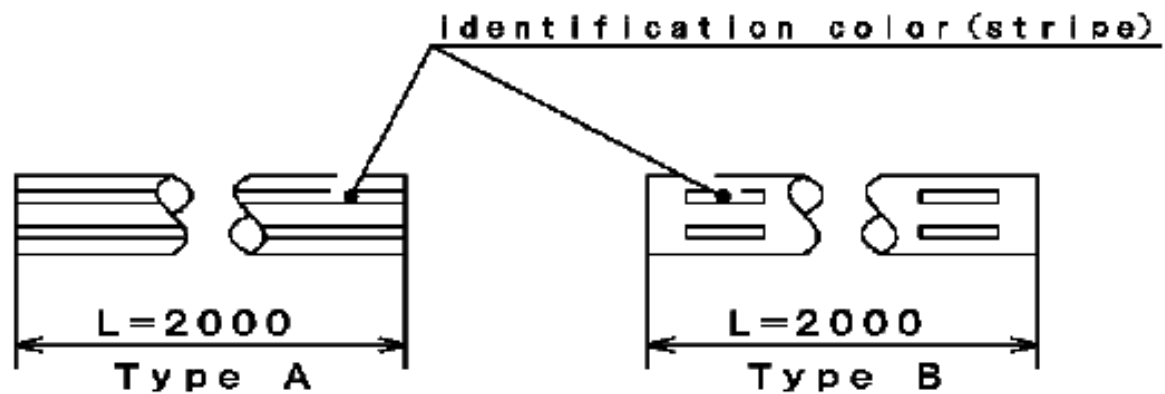 identification color(stripe)
L=2000
Type A
L=2000
Type B